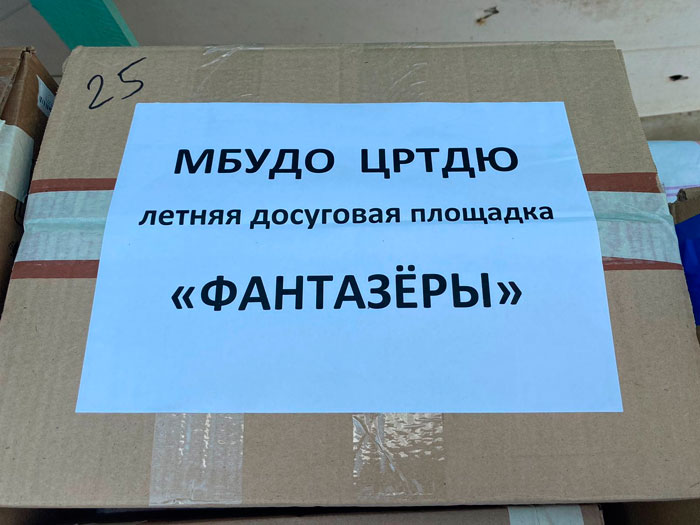 25
МБУДО ЦРТДЮ
летняя досуговая площадка
«ФАНТАЗЁРЫ»